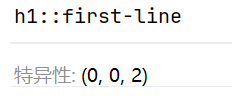 h1::first-line
特异性: (0, 0, 2)